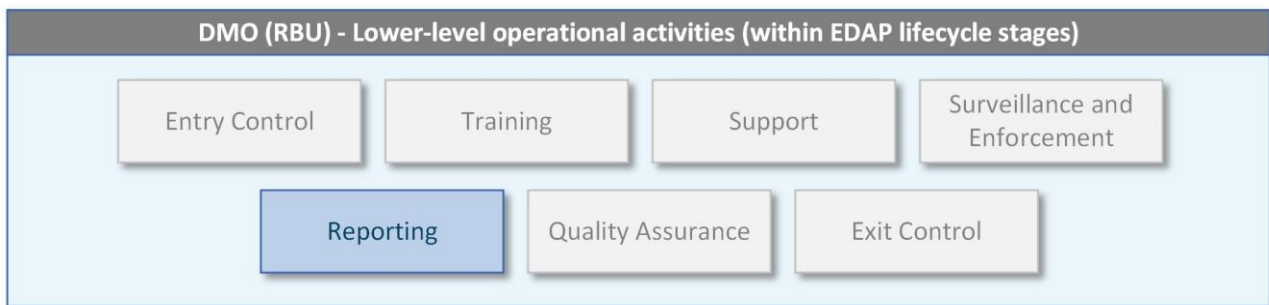 DMO (RBU) - Lower-level operational activities (within EDAP lifecycle stages)
Entry Control
Training
Support
Surveillance and
Enforcement
Reporting
Quality Assurance
Exit Control